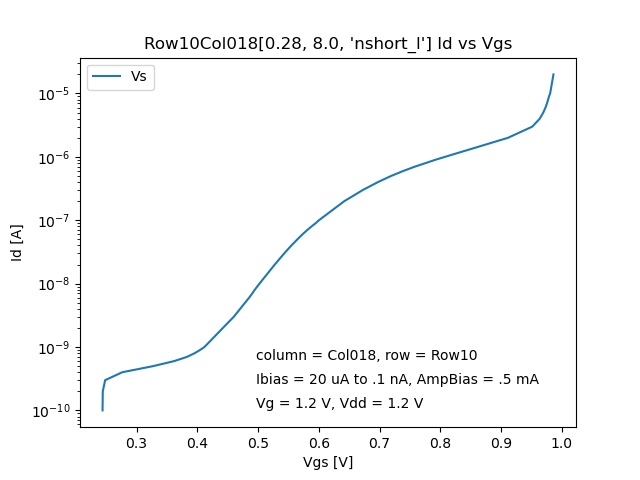 Row10Col018[0.28, 8.0, 'nshort_l'] Id vs Vgs
Vs
10⁻⁵
10⁻⁶
10⁻⁷
10⁻⁸
10⁻⁹
10⁻¹⁰
Id [A]
column = Col018, row = Row10
Ibias = 20 uA to .1 nA, AmpBias = .5 mA
Vg = 1.2 V, Vdd = 1.2 V
0.3 0.4 0.5 0.6 0.7 0.8 0.9 1.0
Vgs [V]